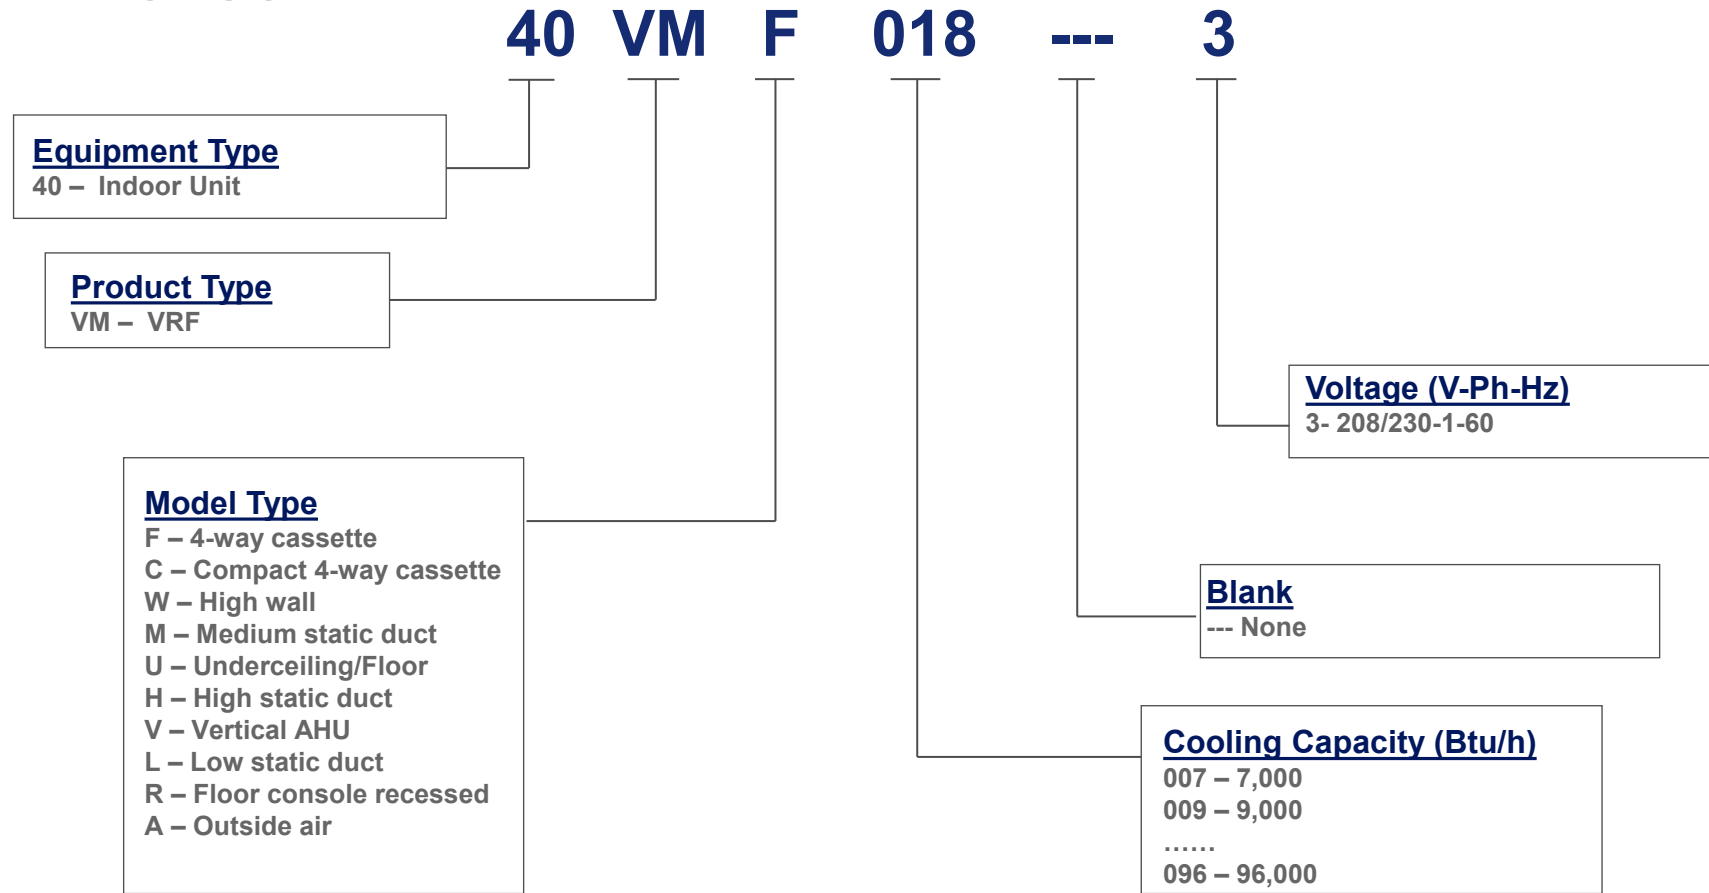 40 VM F 018 --- 3
Equipment Type
40 – Indoor Unit
Product Type
VM – VRF
Voltage (V-Ph-Hz)
3- 208/230-1-60
Model Type
F – 4-way cassette
C – Compact 4-way cassette
W – High wall
M – Medium static duct
U – Underceiling/Floor
H – High static duct
V – Vertical AHU
L – Low static duct
R – Floor console recessed
A – Outside air
Blank
--- None
Cooling Capacity (Btu/h)
007 – 7,000
009 – 9,000
……
096 – 96,000